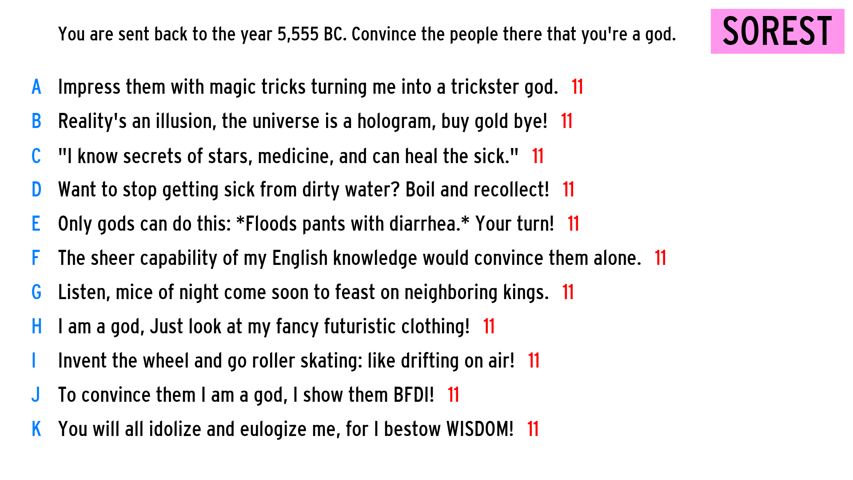 You are sent back to the year 5,555 BC. Convince the people there that you're a god.
SOREST
A Impress them with magic tricks turning me into a trickster god. 11
B Reality's an illusion, the universe is a hologram, buy gold bye! 11
C "I know secrets of stars, medicine, and can heal the sick." 11
D Want to stop getting sick from dirty water? Boil and recollect! 11
E Only gods can do this: *Floods pants with diarrhea.* Your turn! 11
F The sheer capability of my English knowledge would convince them alone. 11
G Listen, mice of night come soon to feast on neighboring kings. 11
H I am a god, Just look at my fancy futuristic clothing! 11
I Invent the wheel and go roller skating: like drifting on air! 11
J To convince them I am a god, I show them BFDI! 11
K You will all idolize and eulogize me, for I bestow WISDOM! 11